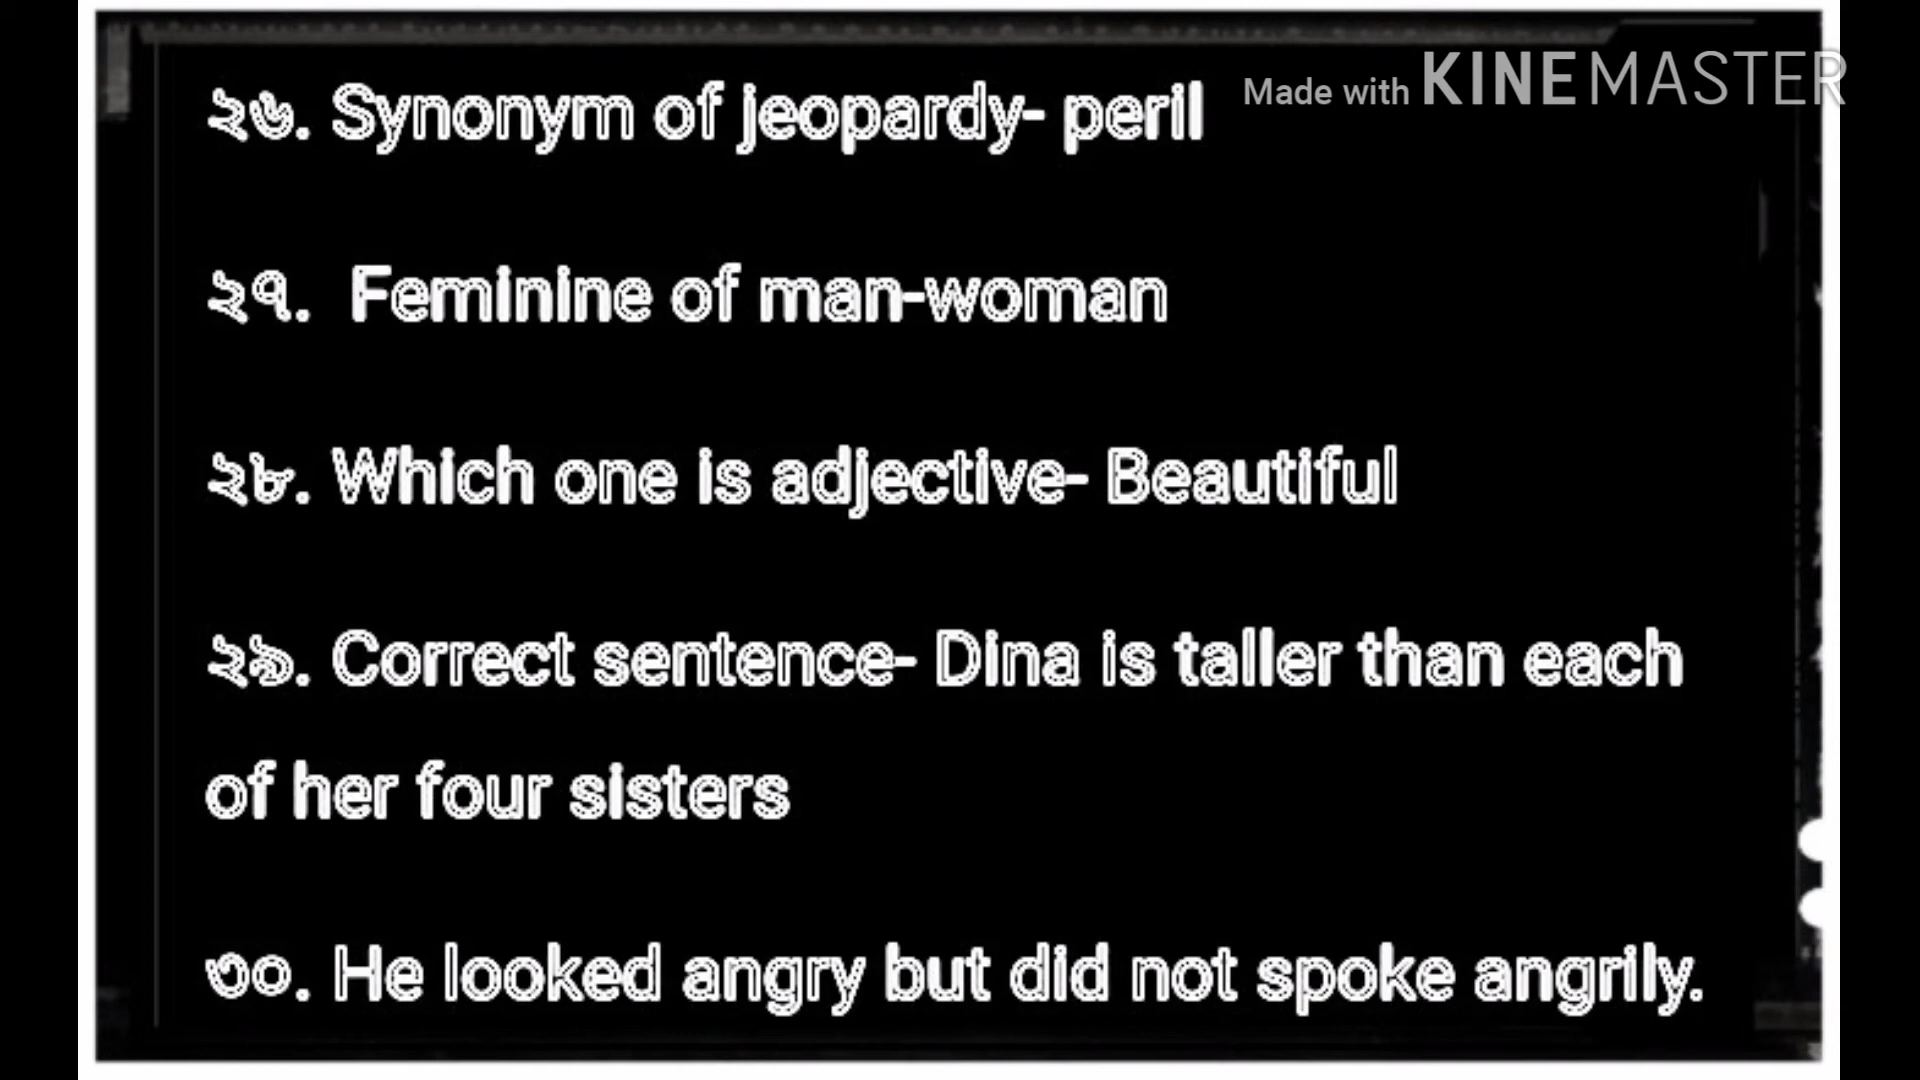 Made with KINEMASTER
২৬. Synonym of jeopardy- peril
২৭. Feminine of man-woman
২৮. Which one is adjective- Beautiful
২৯. Correct sentence- Dina is taller than each
of her four sisters
৩০. He looked angry but did not spoke angrily.